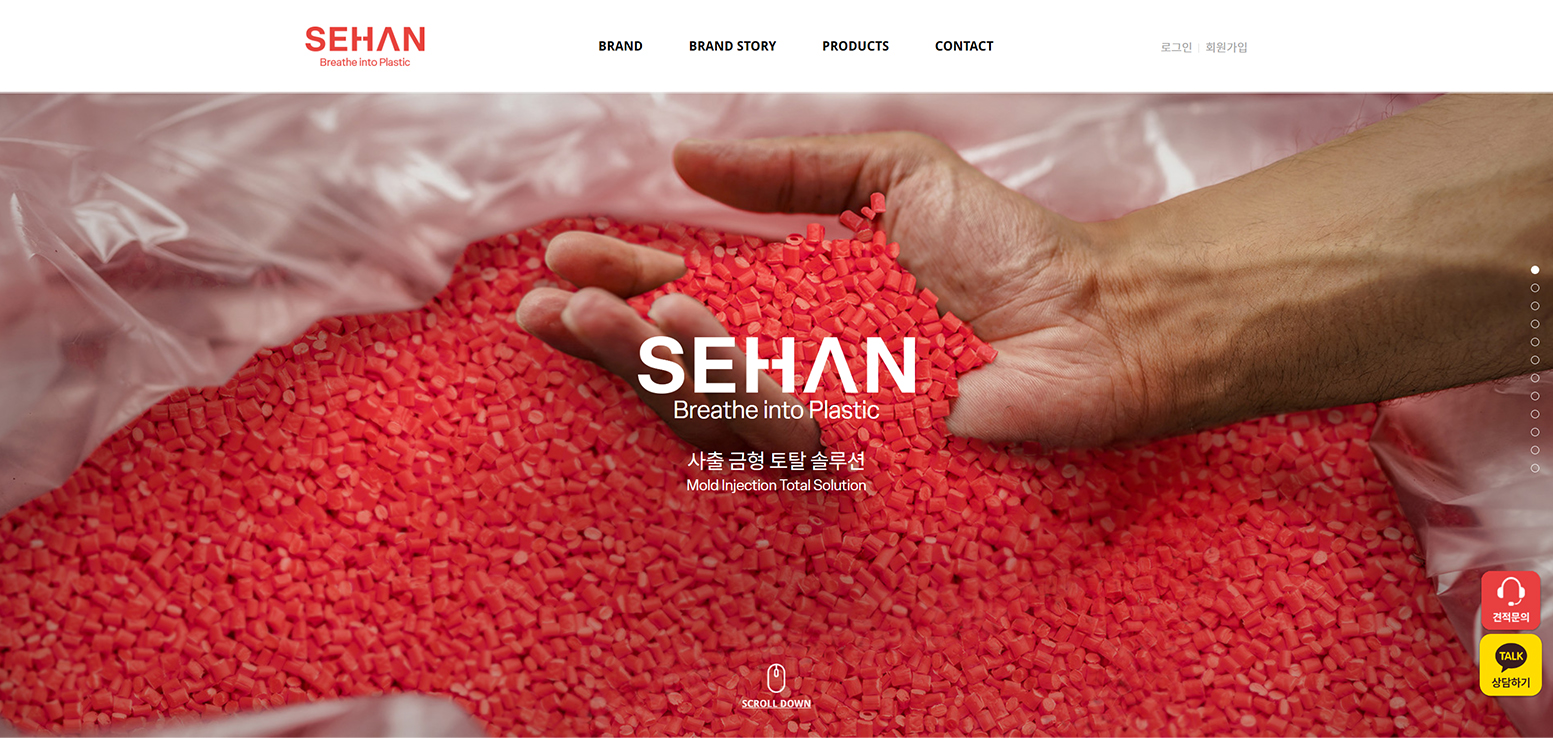 SEHAN
Breathe into Plastic
BRAND
BRAND STORY
PRODUCTS
CONTACT
로그인
회원가입
SEHAN
Breathe into Plastic
사출 금형 토탈 솔루션
Mold Injection Total Solution
견적문의
TALK
상담하기
SCROLL DOWN